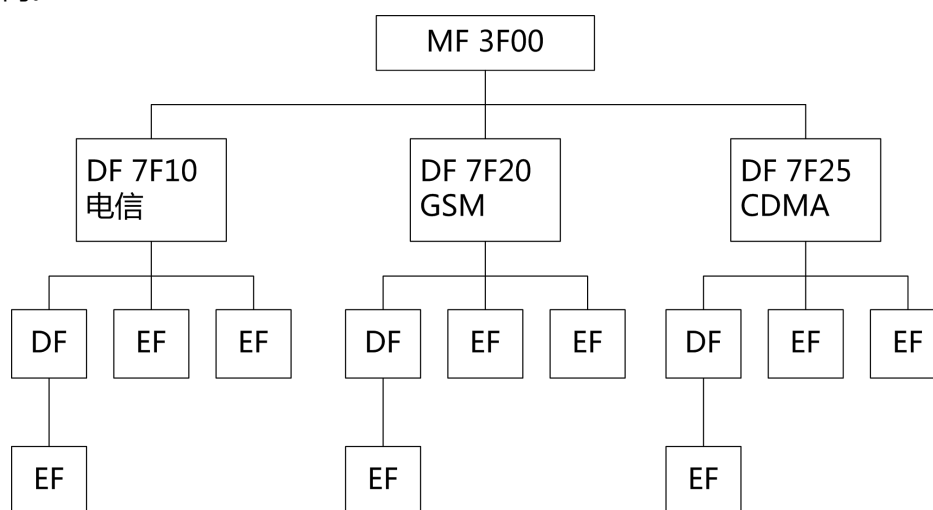 MF 3F00
DF 7F10
电信
DF 7F20
GSM
DF 7F25
CDMA
DF
EF
EF
DF
EF
EF
DF
EF
EF
EF
EF
EF